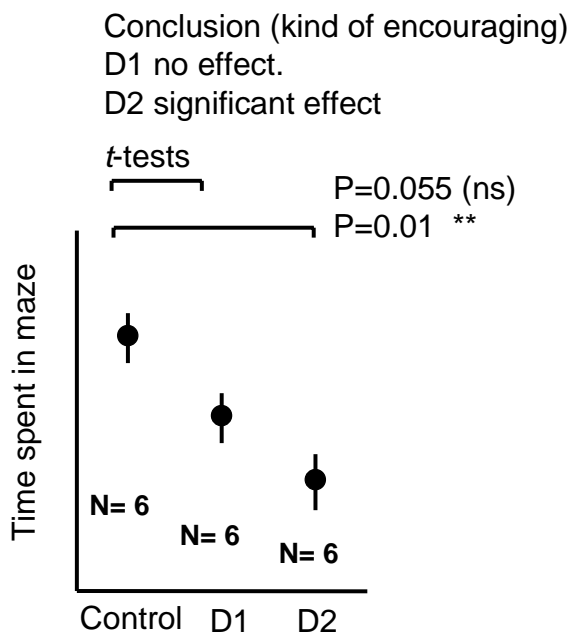 Conclusion (kind of encouraging)
D1 no effect.
D2 significant effect
t-tests
P=0.055 (ns)
P=0.01 **
Time spent in maze
N= 6
N= 6
N= 6
Control D1 D2